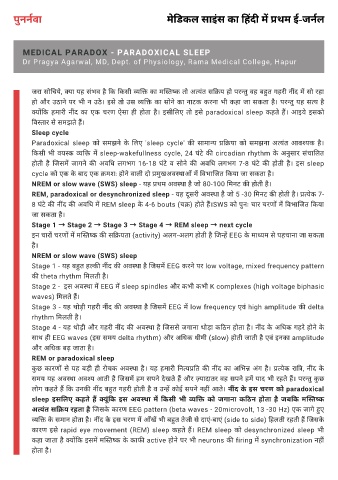 पुनर्नवा
मेडिकल साइंस का हिंदी में प्रथम ई-जर्नल
MEDICAL PARADOX - PARADOXICAL SLEEP
Dr Pragya Agarwal, MD, Dept. of Physiology, Rama Medical College, Hapur
जरा सोचिये, क्या यह संभव है कि किसी व्यक्ति का मस्तिष्क तो अत्यंत सक्रिय हो परन्तु वह बहुत गहरी नींद में सो रहा
हो और उठाने पर भी न उठे। इसे तो उस व्यक्ति का सोने का नाटक करना भी कहा जा सकता है। परन्तु यह सत्य है
क्योंकि हमारी नींद का एक चरण ऐसा ही होता है। इसीलिए तो इसे paradoxical sleep कहते हैं। आइये इसको
विस्तार से समझते हैं।
Sleep cycle
Paradoxical sleep को समझने के लिए 'sleep cycle' की सामान्य प्रक्रिया को समझना अत्यंत आवश्यक है।
किसी भी वयस्क व्यक्ति में sleep-wakefullness cycle, 24 घंटे की circadian rhythm के अनुसार संचालित
होती है जिसमें जागने की अवधि लगभग 16-18 घंटे व सोने की अवधि लगभग 7-8 घंटे की होती है। इस sleep
cycle को एक के बाद एक क्रमशः होने वाली दो प्रमुखअवस्थाओं में विभाजित किया जा सकता है।
NREM or slow wave (SWS) sleep - यह प्रथम अवस्था है जो 80-100 मिनट की होती है।
REM, paradoxical or desynchronized sleep - यह दूसरी अवस्था है जो 5 -30 मिनट की होती है। प्रत्येक 7-
8 घंटे की नींद की अवधि में REM sleep के 4-6 bouts (चक्र) होते हैं।SWS को पुनः चार चरणों में विभाजित किया
जा सकता है।
Stage 1 → Stage 2 → Stage 3 → Stage 4 → REM sleep → next cycle
इन चारों चरणों में मस्तिष्क की सक्रियता (activity) अलग-अलग होती है जिन्हें EEG के माध्यम से पहचाना जा सकता
है।
NREM or slow wave (SWS) sleep
Stage 1 - यह बहुत हल्की नींद की अवस्था है जिसमें EEG करने पर low voltage, mixed frequency pattern
की theta rhythm मिलती है।
Stage 2 - इस अवस्था में EEG में sleep spindles और कभी कभी K complexes (high voltage biphasic
waves) मिलते हैं।
Stage 3 - यह थोड़ी गहरी नींद की अवस्था है जिसमें EEG में low frequency एवं high amplitude की delta
rhythm मिलती है।
Stage 4 - यह थोड़ी और गहरी नींद की अवस्था है जिससे जगाना थोड़ा कठिन होता है। नींद के अधिक गहरे होने के
साथ ही EEG waves (इस समय delta rhythm) और अधिक धीमी (slow) होती जाती है एवं इनका amplitude
और अधिक बढ़ जाता है।
REM or paradoxical sleep
कुछ कारणों से यह बड़ी ही रोचक अवस्था है। यह हमारी नित्यप्रति की नींद का अभिन्न अंग है। प्रत्येक रात्रि, नींद के
समय यह अवस्था अवश्य आती है जिसमें हम सपने देखते हैं और ज़्यादातर वह सपने हमें याद भी रहते हैं। परन्तु कुछ
लोग कहते हैं कि उनकी नींद बहुत गहरी होती है व उन्हें कोई सपने नहीं आते। नींद के इस चरण को paradoxical
sleep इसलिए कहते हैं क्यूंकि इस अवस्था में किसी भी व्यक्ति को जगाना कठिन होता है जबकि मस्तिष्क
अत्यंत सक्रिय रहता है जिसके कारण EEG pattern (beta waves - 20microvolt, 13 -30 Hz) एक जागे हुए
व्यक्ति के समान होता है। नींद के इस चरण में आँखें भी बहुत तेजी से दाएं-बाएं (side to side) हिलती रहती हैं जिसके
कारण इसे rapid eye movement (REM) sleep कहते हैं। REM sleep को desynchronized sleep भी
कहा जाता है क्योंकि इसमें मस्तिष्क के काफी active होने पर भी neurons की firing में synchronization नहीं
होता है।